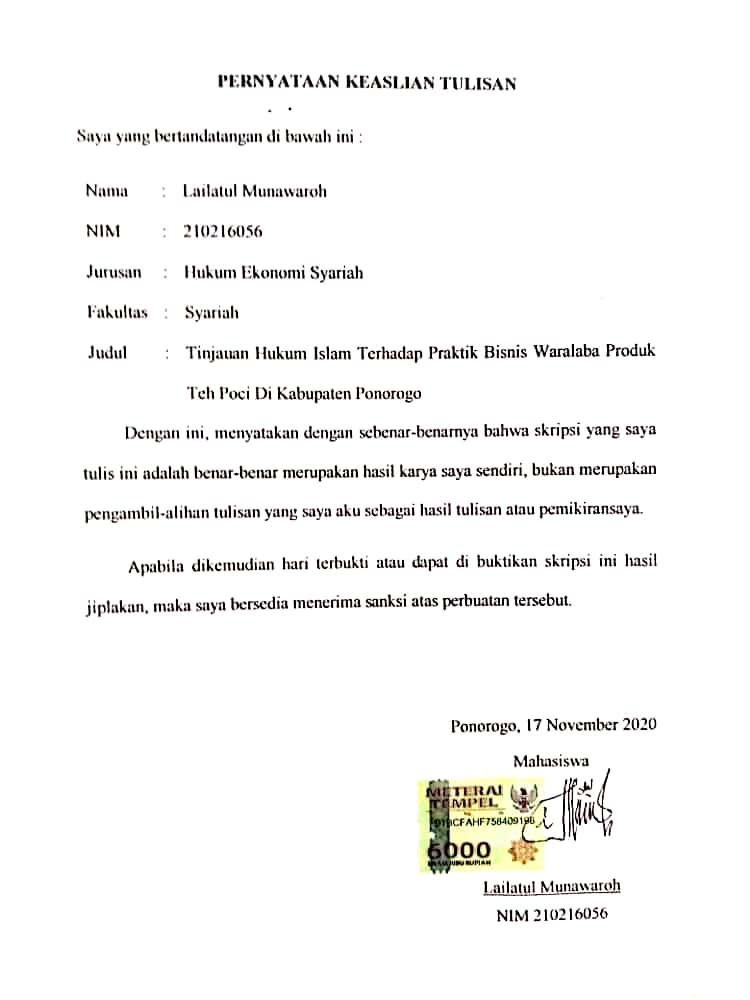 PERNYATAAN KEASLIAN TULISAN
Saya yang bertandatangan di bawah ini :
Nama : Lailatul Munawaroh
NIM : 210216056
Jurusan : Hukum Ekonomi Syariah
Fakultas : Syariah
Judul : Tinjauan Hukum Islam Terhadap Praktik Bisnis Waralaba Produk
Teh Poci Di Kabupaten Ponorogo
Dengan ini, menyatakan dengan sebenar-benarnya bahwa skripsi yang saya
tulis ini adalah benar-benar merupakan hasil karya saya sendiri, bukan merupakan
pengambil-alihan tulisan yang saya aku sebagai hasil tulisan atau pemikiransaya.
Apabila dikemudian hari terbukti atau dapat di buktikan skripsi ini hasil
jiplakan, maka saya bersedia menerima sanksi atas perbuatan tersebut.
Ponorogo, 17 November 2020
Mahasiswa
METERAI
TEMPEL
6000
ENAM RIBU RUPIAH
Lailatul Munawaroh
NIM 210216056